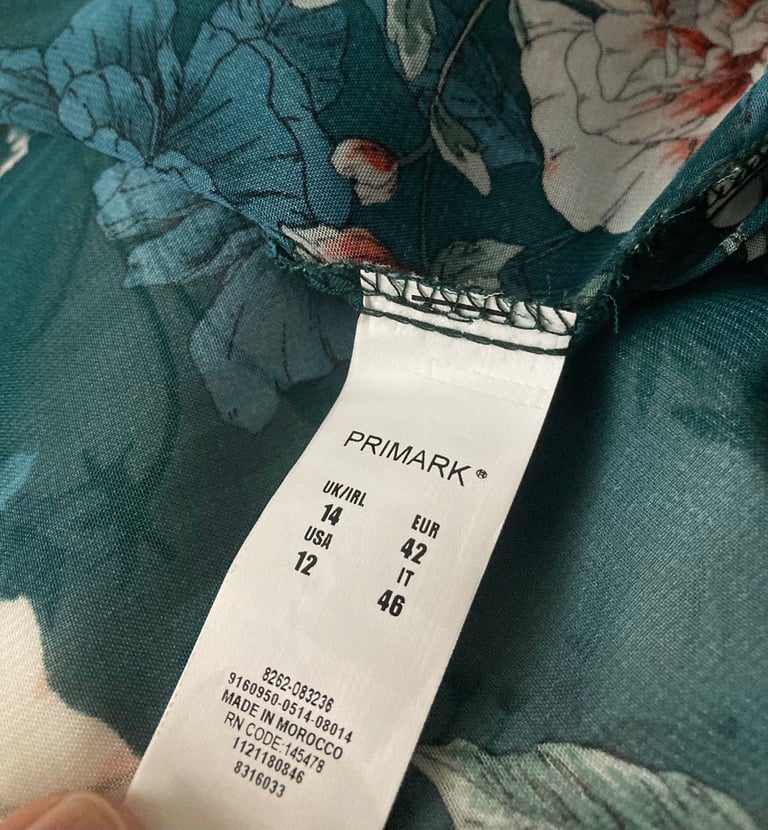 PRIMARK®
UK/IRL
14
EUR
42
USA
12
IT
46
8262-083236
9160950-0514-08014
MADE IN MOROCCO
RN CODE:145478
1121180846
8316033